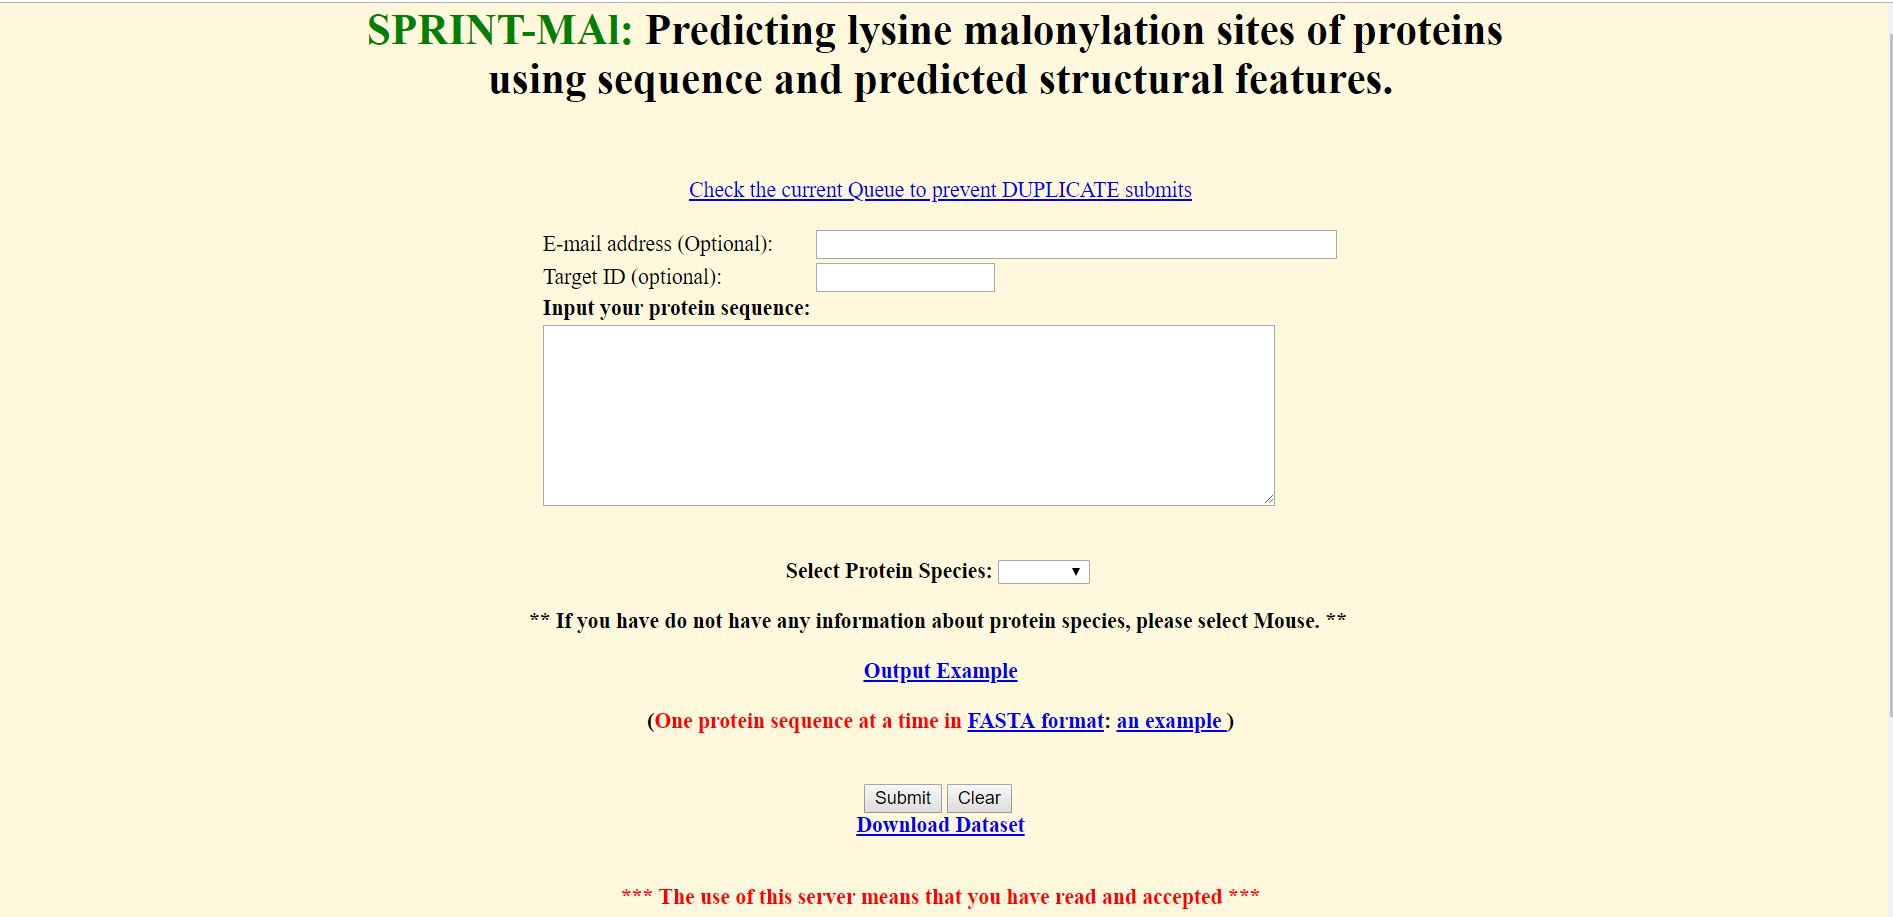 SPRINT-MAl: Predicting lysine malonylation sites of proteins
using sequence and predicted structural features.
Check the current Queue to prevent DUPLICATE submits
E-mail address (Optional):
Target ID (optional):
Input your protein sequence:
Select Protein Species:
** If you have do not have any information about protein species, please select Mouse. **
Output Example
(One protein sequence at a time in FASTA format: an example )
Submit Clear
Download Dataset
*** The use of this server means that you have read and accepted ***